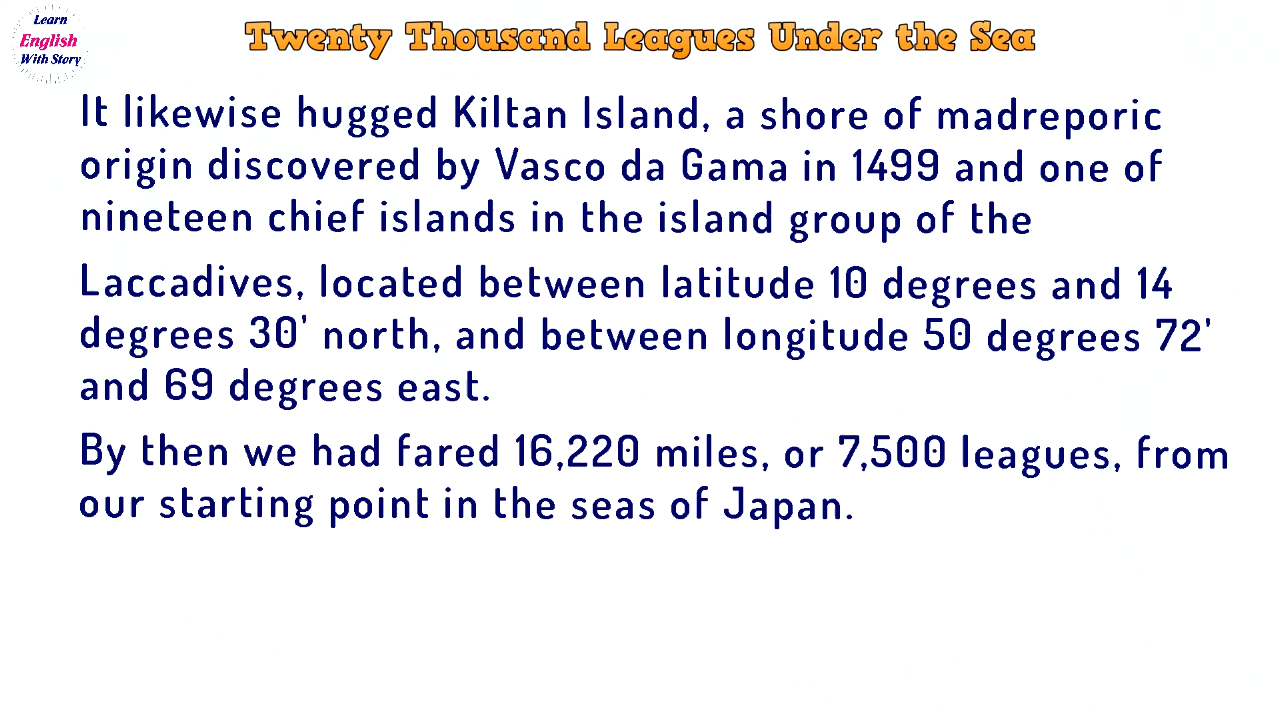 Learn
English
With Story
Twenty Thousand Leagues Under the Sea
It likewise hugged Kiltan Island, a shore of madreporic
origin discovered by Vasco da Gama in 1499 and one of
nineteen chief islands in the island group of the
Laccadives, located between latitude 10 degrees and 14
degrees 30' north, and between longitude 50 degrees 72'
and 69 degrees east.
By then we had fared 16,220 miles, or 7,500 leagues, from
our starting point in the seas of Japan.